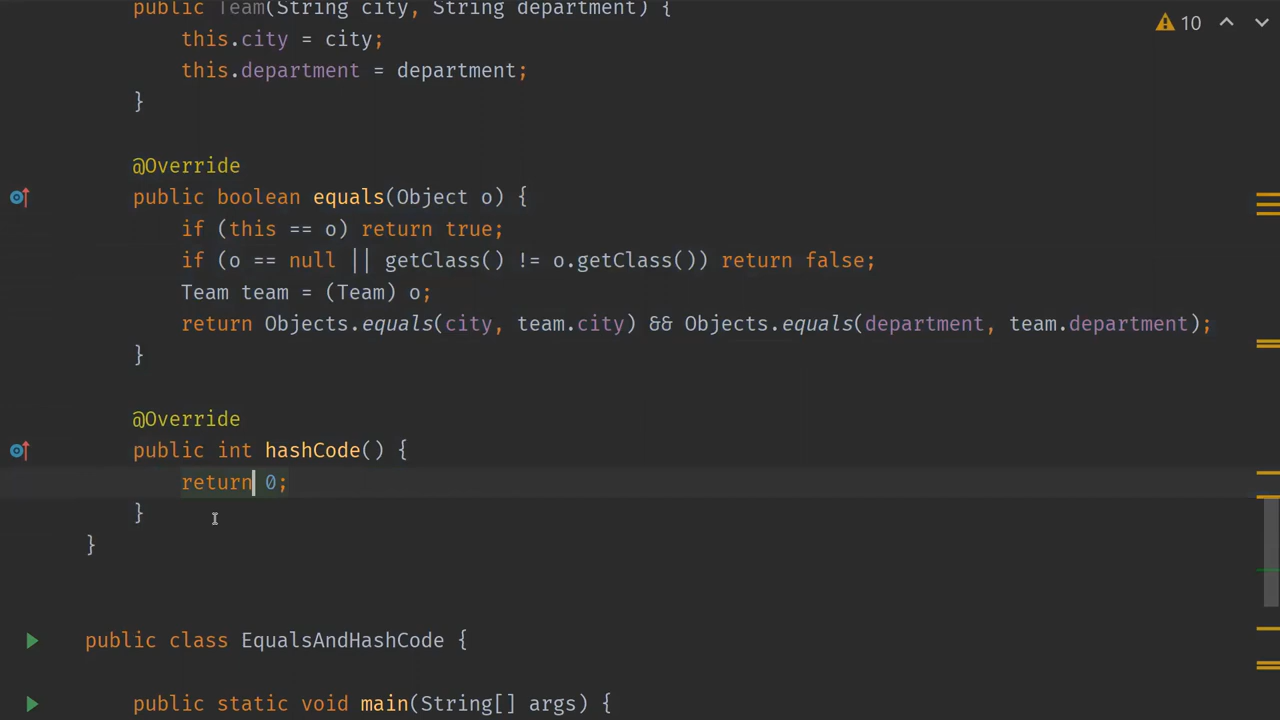 public Team(String city, String department) {
10
this.city = city;
this.department = department;
}
@Override
public boolean equals(Object o) {
if (this == o) return true;
if (o == null || getClass() != o.getClass()) return false;
Team team = (Team) o;
return Objects.equals(city, team.city) && Objects.equals(department, team.department);
}
@Override
public int hashCode() {
return 0;
}
}
public class EqualsAndHashCode {
public static void main(String[] args) {